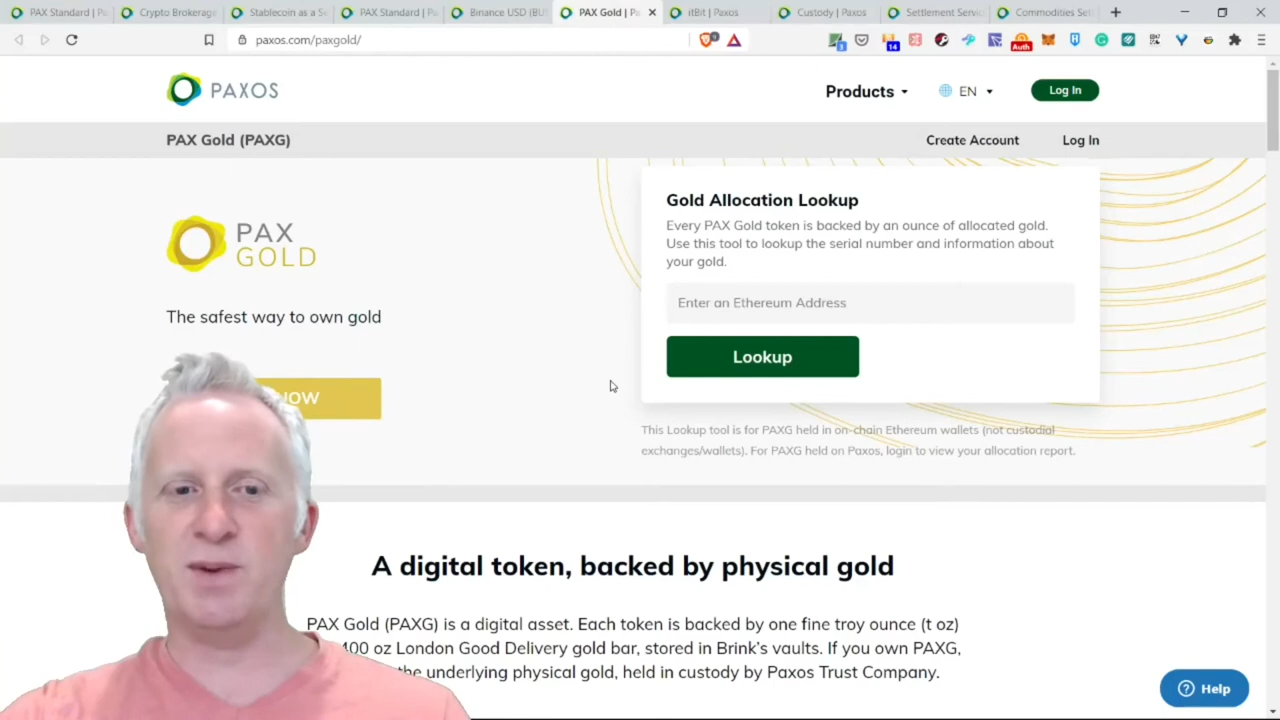 PAX Standard | Pa
Crypto Brokerage
Stablecoin as a Se
PAX Standard | Pa
Binance USD (BUS
PAX Gold | Pa
itBit | Paxos
Custody | Paxos
Settlement Servic
Commodities Set
paxos.com/paxgold/
3
14
Auth
PAXOS
Products
EN
Log In
PAX Gold (PAXG)
Create Account
Log In
PAX
GOLD
The safest way to own gold
NOW
Gold Allocation Lookup
Every PAX Gold token is backed by an ounce of allocated gold.
Use this tool to lookup the serial number and information about
your gold.
Enter an Ethereum Address
Lookup
This Lookup tool is for PAXG held in on-chain Ethereum wallets (not custodial
exchanges/wallets). For PAXG held on Paxos, login to view your allocation report.
A digital token, backed by physical gold
PAX Gold (PAXG) is a digital asset. Each token is backed by one fine troy ounce (t oz)
400 oz London Good Delivery gold bar, stored in Brink's vaults. If you own PAXG,
the underlying physical gold, held in custody by Paxos Trust Company.
Help